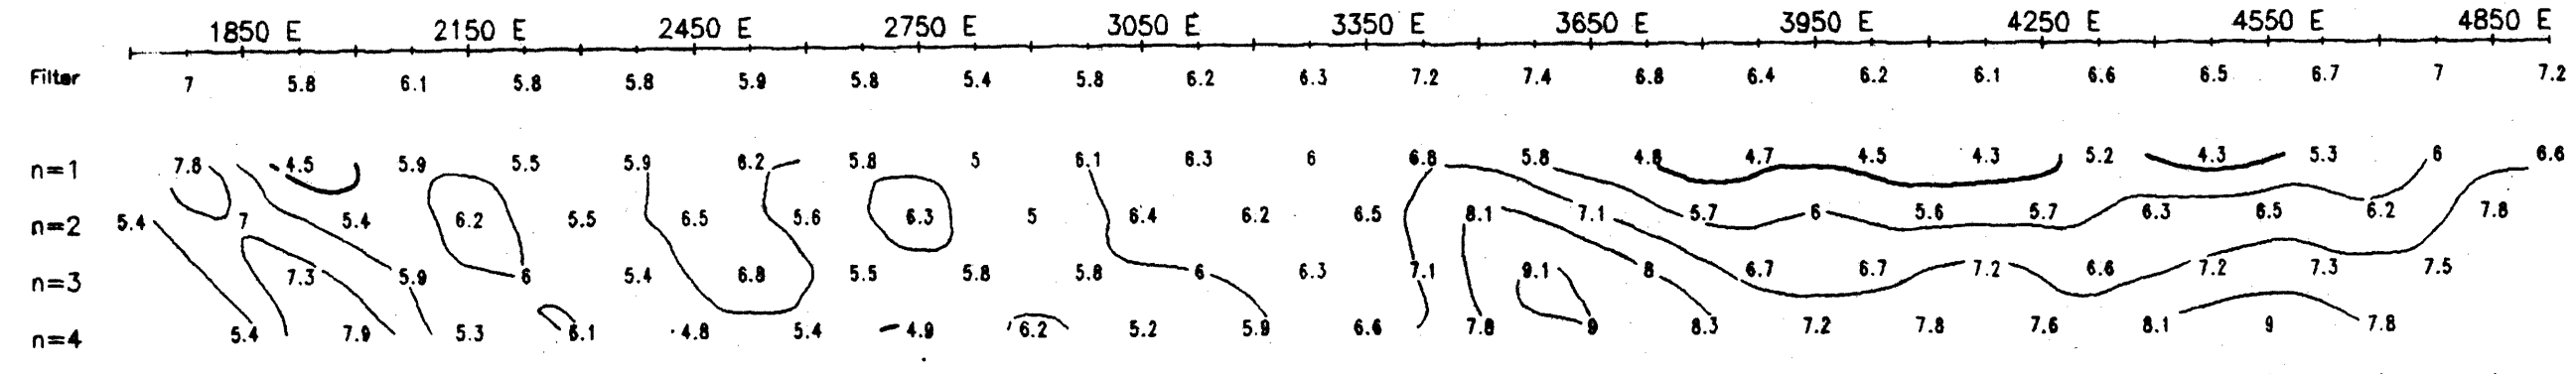 1850 E 2150 E 2450 E 2750 E 3050 E 3350 E 3650 E 3950 E 4250 E 4550 E 4850 E
Filter 7 5.8 6.1 5.8 5.8 5.9 5.8 5.4 5.8 6.2 6.3 7.2 7.4 6.8 6.4 6.2 6.1 6.6 6.5 6.7 7 7.2
n=1 7.8 4.5 5.9 5.5 5.9 6.2 5.8 5 6.1 6.3 6 6.8 5.8 4.8 4.7 4.5 4.3 5.2 4.3 5.3 6 6.6
n=2 5.4 7 5.4 6.2 5.5 6.5 5.6 6.3 5 6.4 6.2 6.5 8.1 7.1 5.7 6 5.6 5.7 6.3 6.5 6.2 7.8
n=3 7.3 5.9 6 5.4 6.8 5.5 5.8 5.8 6 6.3 7.1 9.1 8 6.7 6.7 7.2 6.6 7.2 7.3 7.5
n=4 5.4 7.9 5.3 6.1 4.8 5.4 4.9 6.2 5.2 5.9 6.6 7.8 9 8.3 7.2 7.8 7.6 8.1 9 7.8